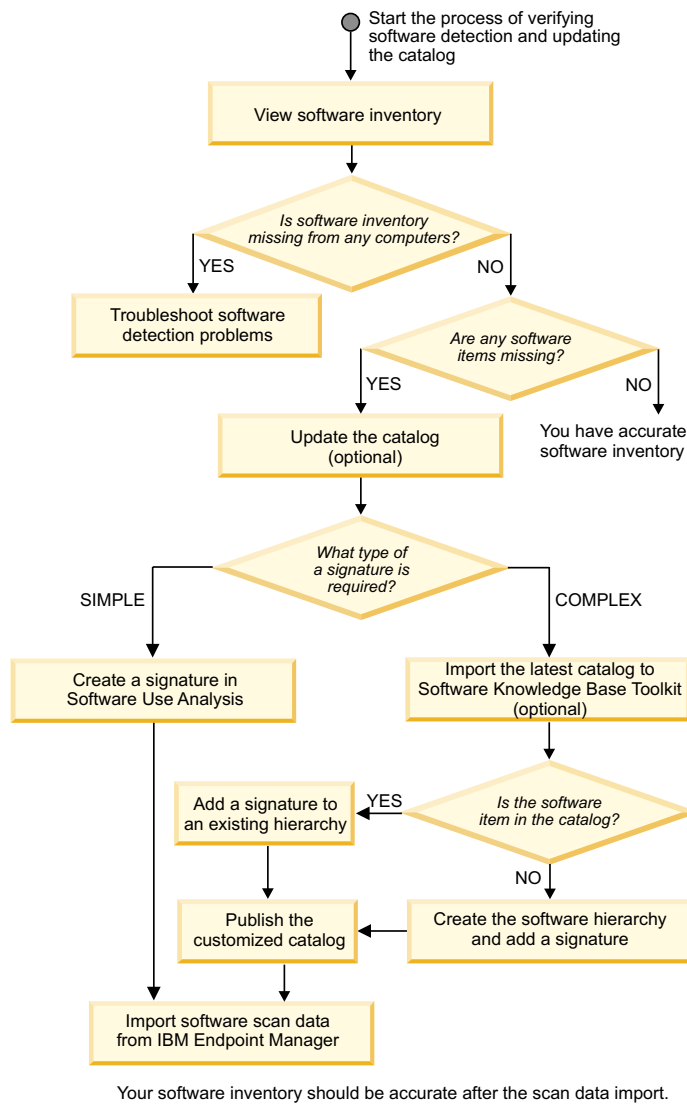 Start the process of verifying
software detection and updating
the catalog
View software inventory
Is software inventory
missing from any computers?
YES
NO
Troubleshoot software
detection problems
Are any software
items missing?
YES
NO
Update the catalog
(optional)
You have accurate
software inventory
What type of
a signature is
required?
SIMPLE
COMPLEX
Create a signature in
Software Use Analysis
Import the latest catalog to
Software Knowledge Base Toolkit
(optional)
Add a signature to
an existing hierarchy
YES
Is the software
item in the catalog?
NO
Publish the
customized catalog
Create the software hierarchy
and add a signature
Import software scan data
from IBM Endpoint Manager
Your software inventory should be accurate after the scan data import.